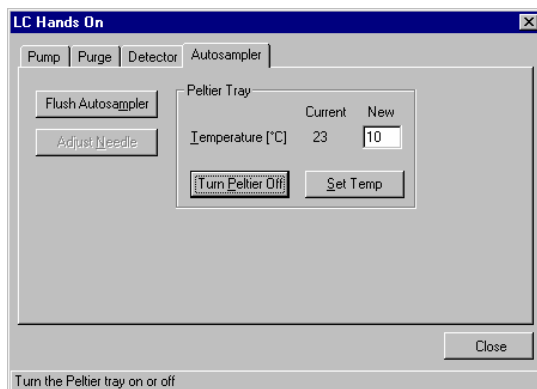 LC Hands On
Pump Purge Detector Autosampler
Flush Autosampler
Adjust Needle
Peltier Tray
Current New
Temperature [°C] 23 10
Turn Peltier Off Set Temp
Close
Turn the Peltier tray on or off